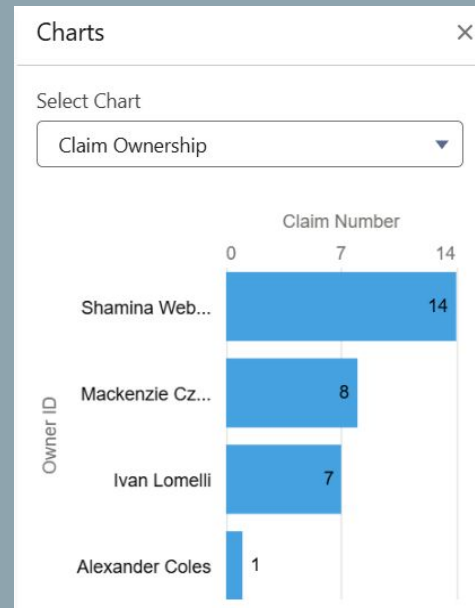 Charts
Select Chart
Claim Ownership
Claim Number
0 7 14
Shamina Web... 14
Mackenzie Cz... 8
Ivan Lomelli 7
Alexander Coles 1
Owner ID